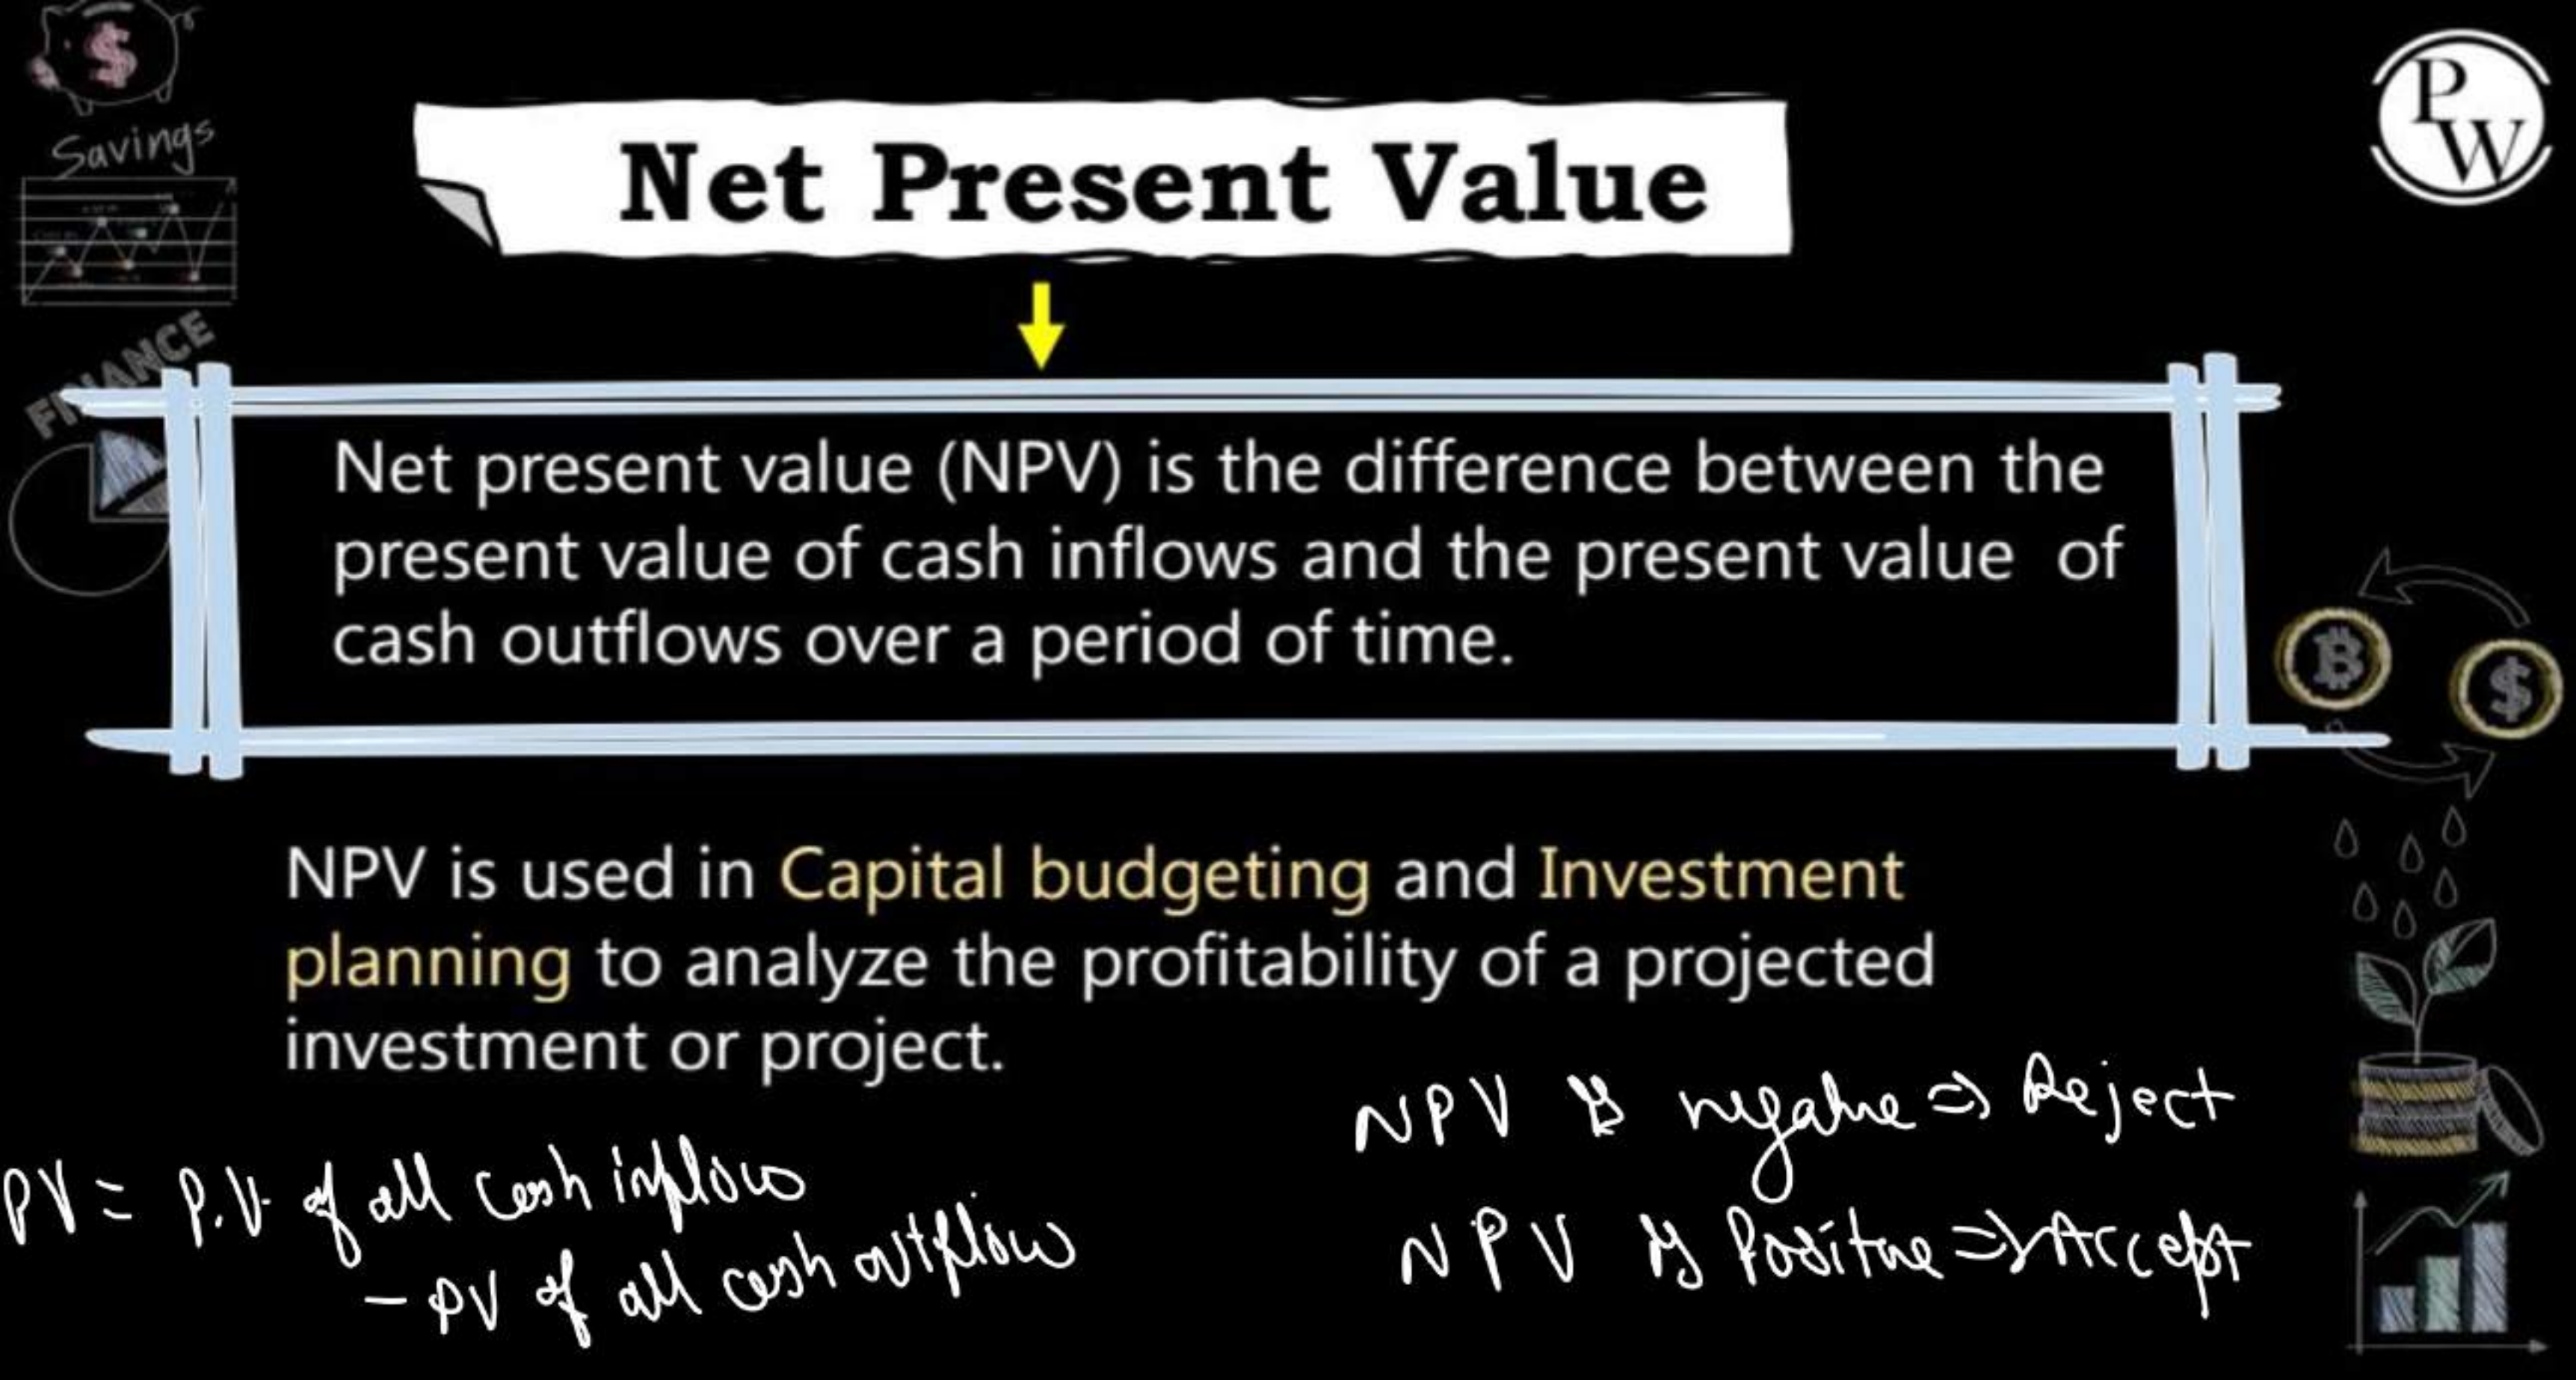 Savings
P
W
Net Present Value
FINANCE
Net present value (NPV) is the difference between the
present value of cash inflows and the present value of
cash outflows over a period of time.
NPV is used in Capital budgeting and Investment
planning to analyze the profitability of a projected
investment or project.
NPV is negative => Reject
PV = P.V. of all cash inflow
- PV of all cash outflow
NPV is Positive => Accept